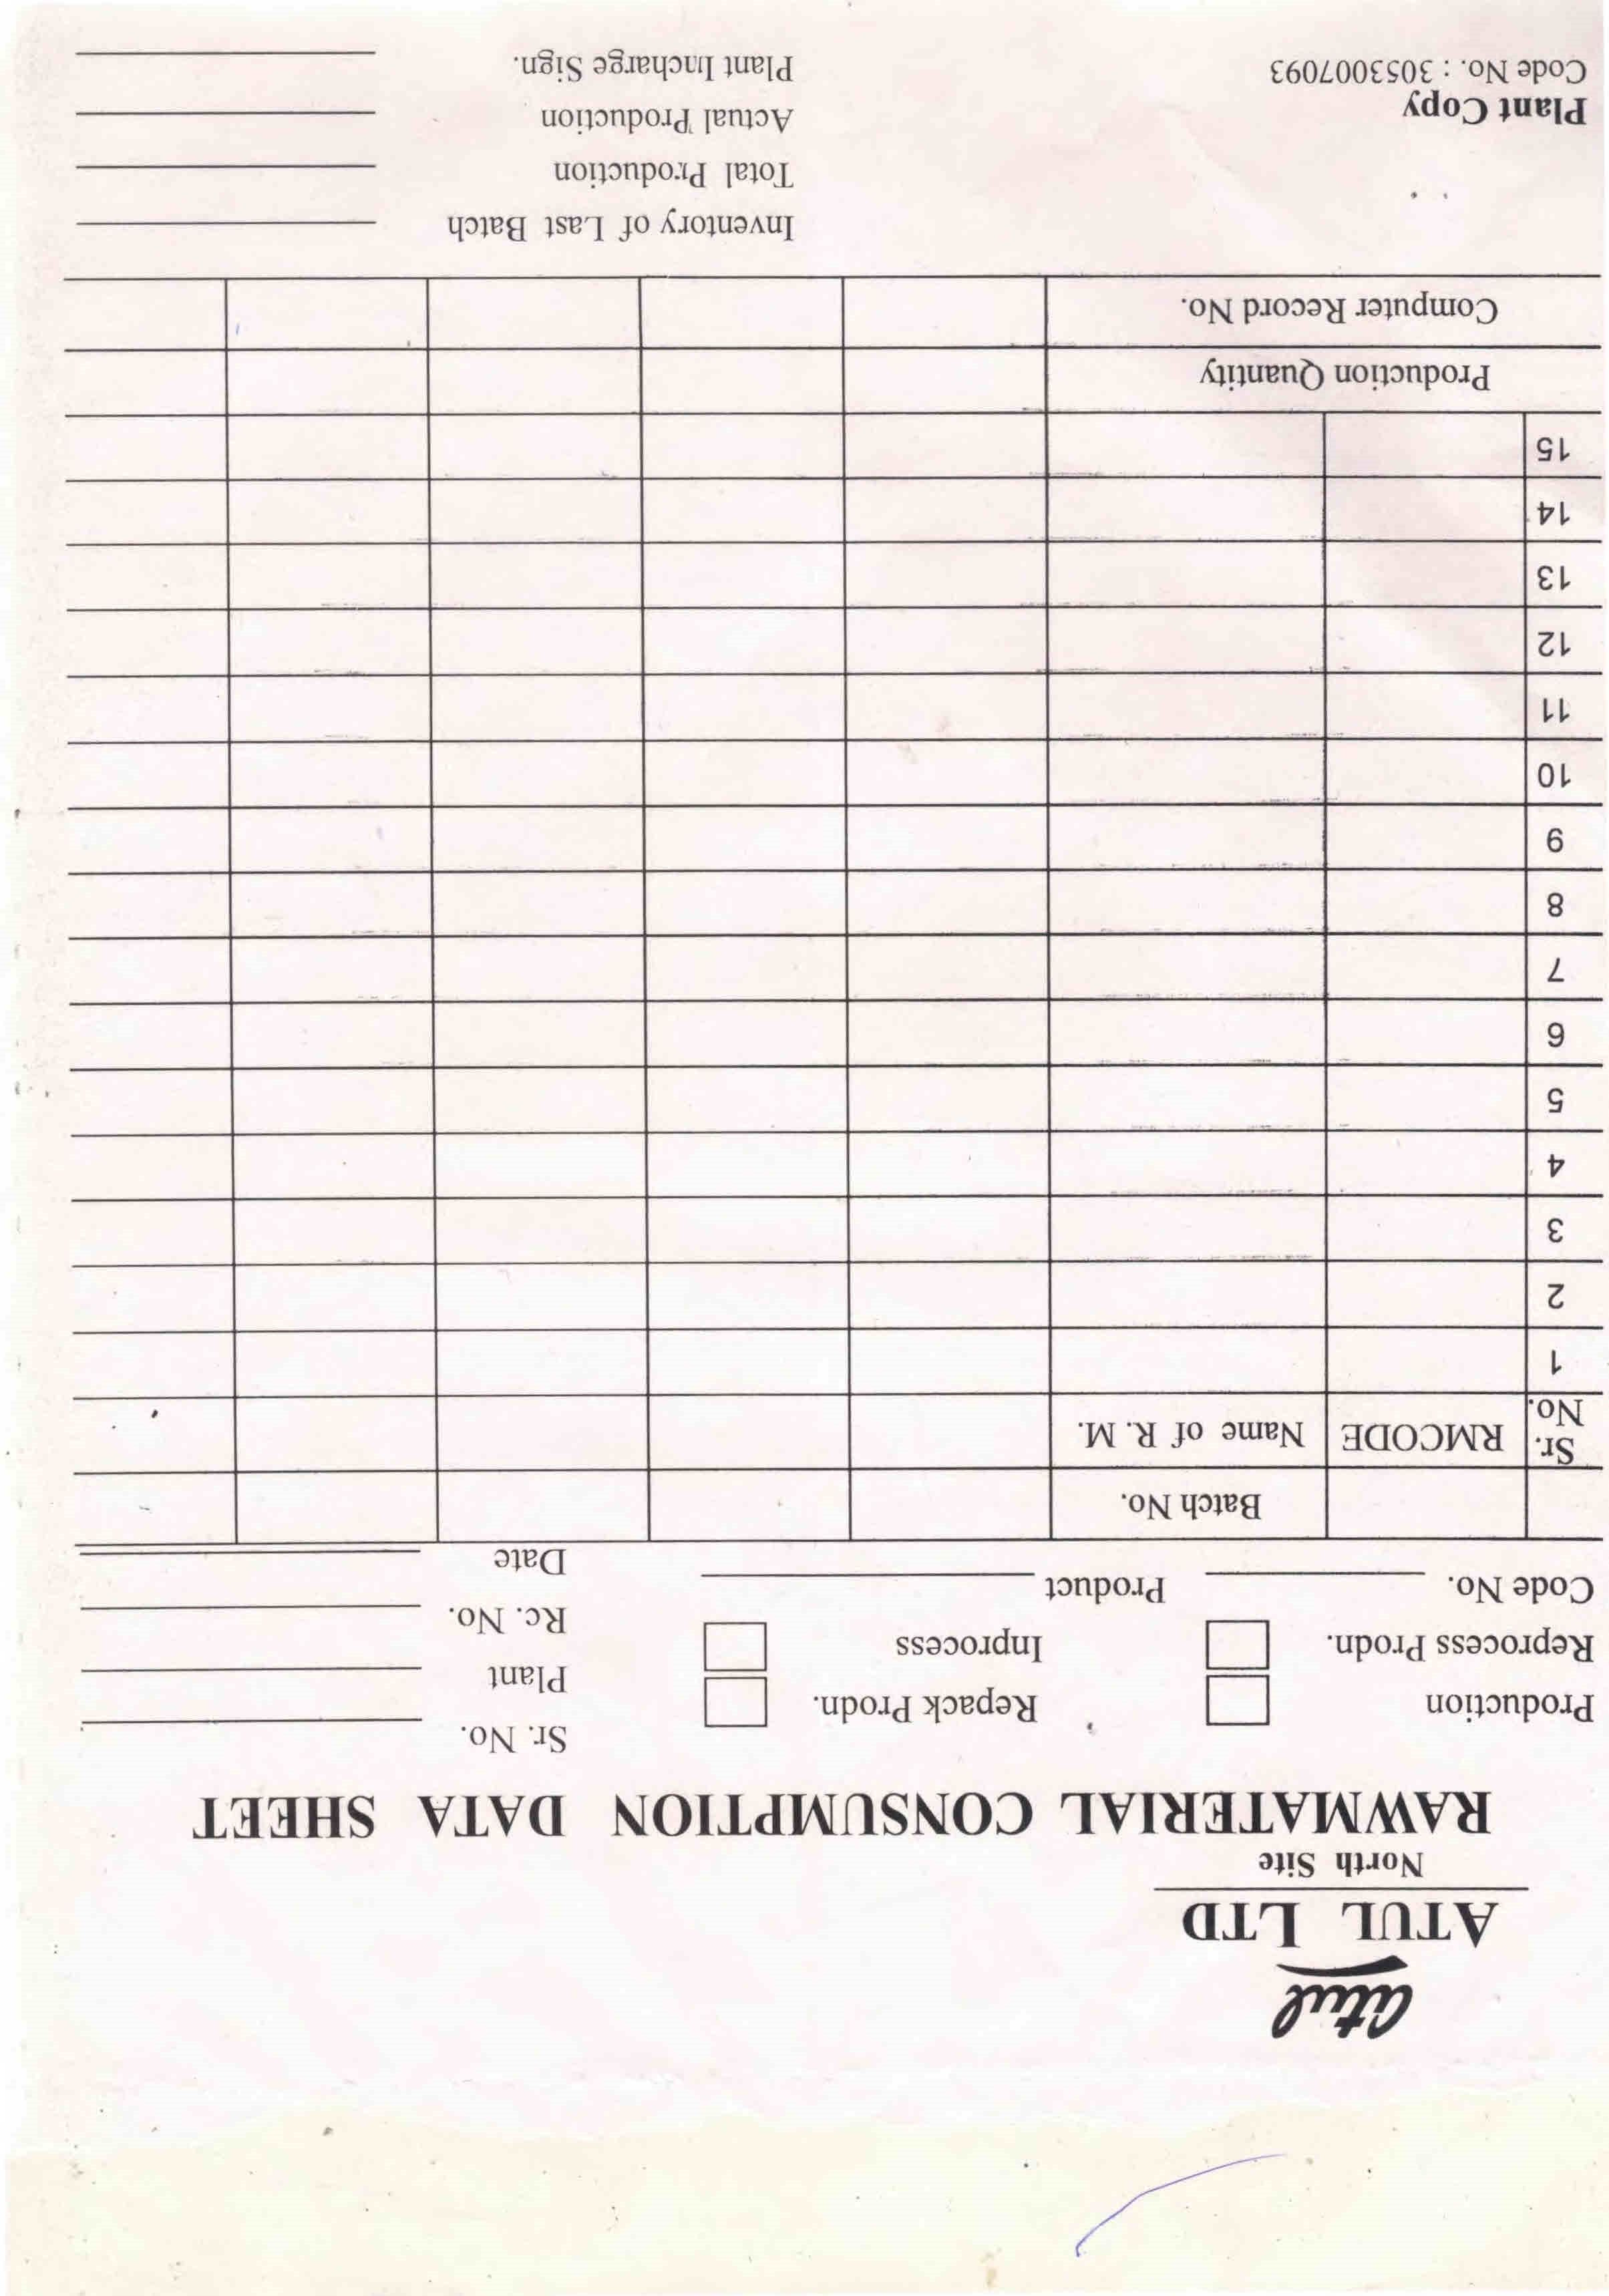 atul
ATUL LTD
North Site
RAWMATERIAL CONSUMPTION DATA SHEET
Production Repack Prodn. Sr. No.
Reprocess Prodn. Inprocess Plant
Code No. Product Rc. No.
Date
Batch No.
Sr. No. RMCODE Name of R. M.
1
2
3
4
5
6
7
8
9
10
11
12
13
14
15
Production Quantity
Computer Record No.
Inventory of Last Batch
Total Production
Actual Production
Plant Copy
Plant Incharge Sign.
Code No. : 3053007093